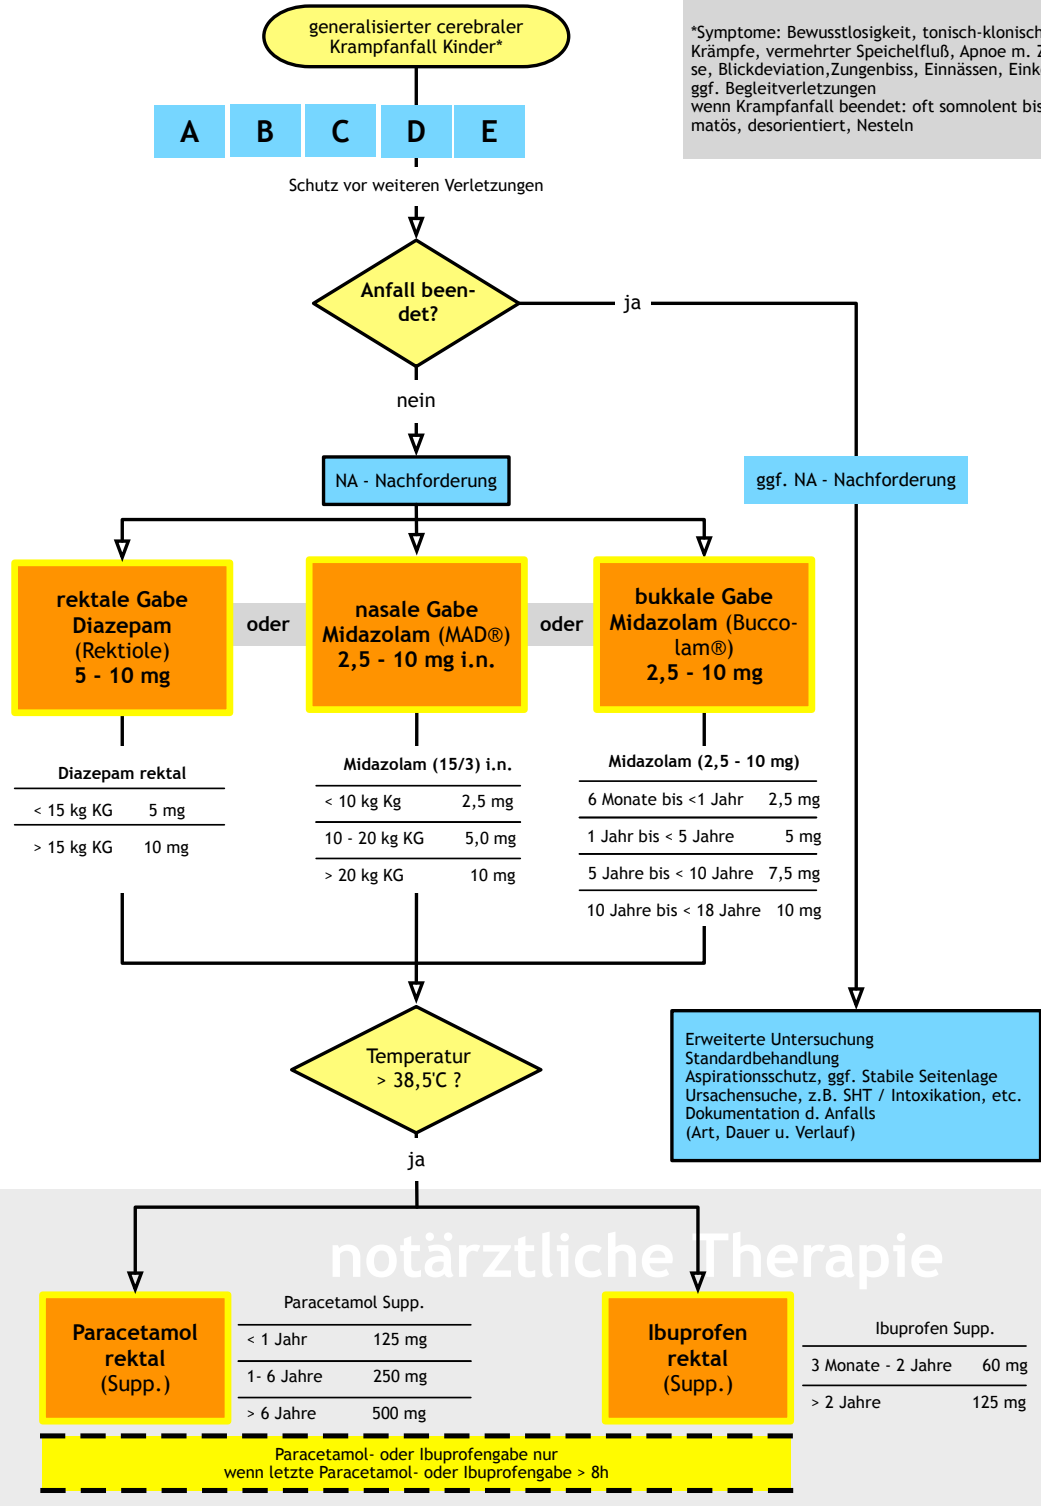 generalisierter cerebraler
Krampfanfall Kinder*
*Symptome: Bewusstlosigkeit, tonisch-klonisch
Krämpfe, vermehrter Speichelfluß, Apnoe m.
se, Blickdeviation,Zungenbiss, Einnässen,
ggf. Begleitverletzungen
wenn Krampfanfall beendet: oft somnolent bis
matös, desorientiert, Nesteln
A B C D E
Schutz vor weiteren Verletzungen
Anfall been-
det?
ja
nein
NA - Nachforderung
ggf. NA - Nachforderung
rektale Gabe
Diazepam
(Rektiole)
5 - 10 mg
oder
nasale Gabe
Midazolam (MAD®)
2,5 - 10 mg i.n.
oder
bukkale Gabe
Midazolam (Bucco-
lam®)
2,5 - 10 mg
Diazepam rektal
< 15 kg KG 5 mg
> 15 kg KG 10 mg
Midazolam (15/3) i.n.
< 10 kg Kg 2,5 mg
10 - 20 kg KG 5,0 mg
> 20 kg KG 10 mg
Midazolam (2,5 - 10 mg)
6 Monate bis <1 Jahr 2,5 mg
1 Jahr bis < 5 Jahre 5 mg
5 Jahre bis < 10 Jahre 7,5 mg
10 Jahre bis < 18 Jahre 10 mg
Temperatur
> 38,5'C ?
ja
Erweiterte Untersuchung
Standardbehandlung
Aspirationsschutz, ggf. Stabile Seitenlage
Ursachensuche, z.B. SHT / Intoxikation, etc.
Dokumentation d. Anfalls
(Art, Dauer u. Verlauf)
notärztliche Therapie
Paracetamol
rektal
(Supp.)
Paracetamol Supp.
< 1 Jahr 125 mg
1- 6 Jahre 250 mg
> 6 Jahre 500 mg
Ibuprofen
rektal
(Supp.)
Ibuprofen Supp.
3 Monate - 2 Jahre 60 mg
> 2 Jahre 125 mg
Paracetamol- oder Ibuprofengabe nur
wenn letzte Paracetamol- oder Ibuprofengabe > 8h